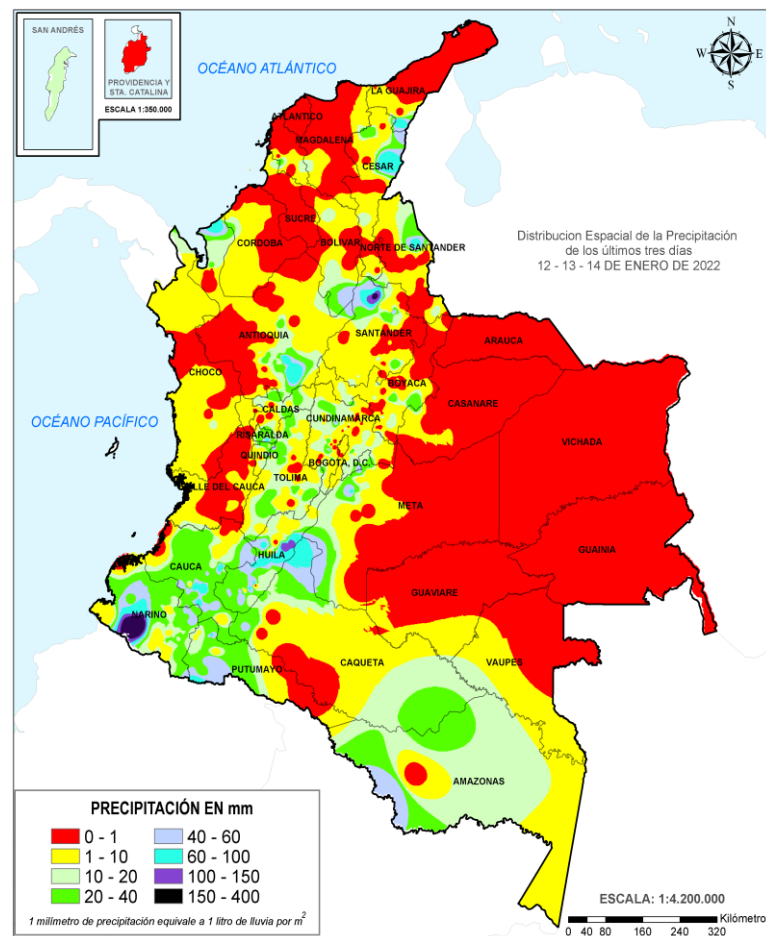 SAN ANDRÉS
PROVIDENCIA Y
STA. CATALINA
ESCALA 1:350.000
OCÉANO ATLÁNTICO
N
W
E
S
LA GUAJIRA
ATLANTICO
MAGDALENA
CESAR
SUCRE
CORDOBA
BOLIVAR
NORTE DE SANTANDER
Distribucion Espacial de la Precipitación
de los últimos tres días
12 - 13 - 14 DE ENERO DE 2022
ANTIOQUIA
SANTANDER
ARAUCA
CHOCO
BOYACA
CASANARE
OCÉANO PACÍFICO
CALDAS
CUNDINAMARCA
RISARALDA
VICHADA
QUINDIO
BOGOTA, D.C.
TOLIMA
VALLE DEL CAUCA
META
GUAINIA
HUILA
CAUCA
GUAVIARE
NARIÑO
PUTUMAYO
CAQUETA
VAUPES
AMAZONAS
PRECIPITACIÓN EN mm
0 - 1
40 - 60
1 - 10
60 - 100
10 - 20
100 - 150
20 - 40
150 - 400
1 milímetro de precipitación equivale a 1 litro de lluvia por m2
ESCALA: 1:4.200.000
Kilómetro
0 40 80 160 240 320